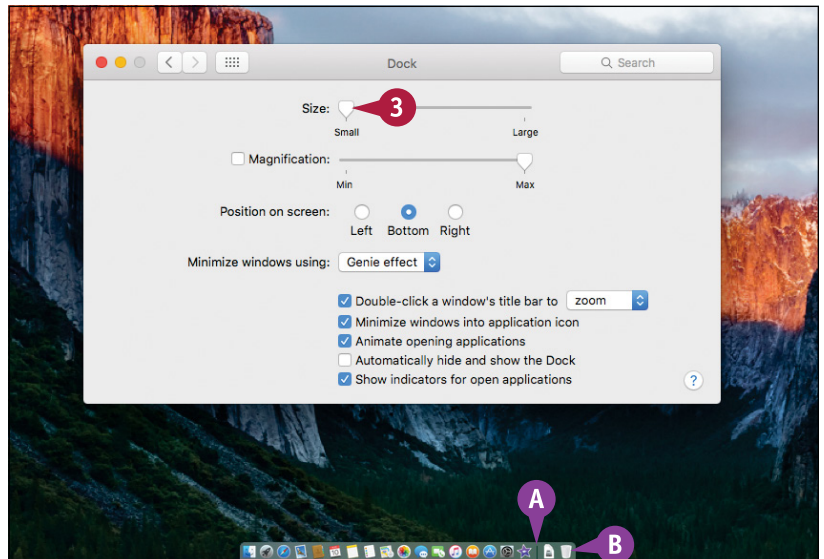 Dock
Search
Size:
3
Small Large
Magnification:
Min Max
Position on screen:
Left Bottom Right
Minimize windows using: Genie effect
Double-click a window's title bar to zoom
Minimize windows into application icon
Animate opening applications
Automatically hide and show the Dock
Show indicators for open applications
?
A
B